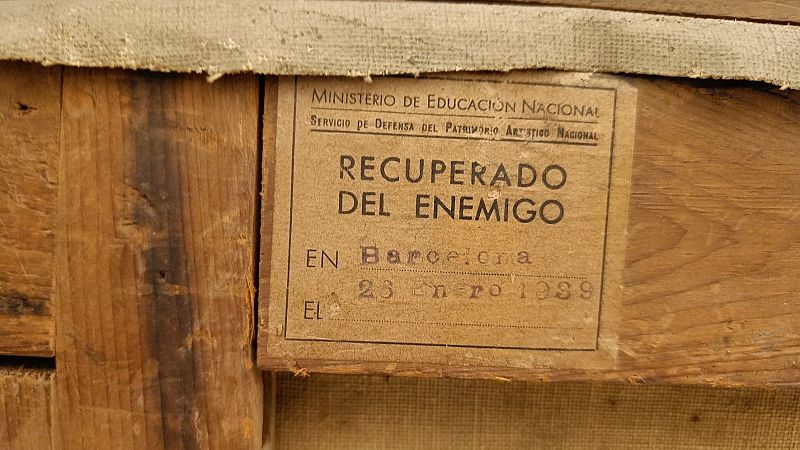 MINISTERIO DE EDUCACIÓN NACIONAL
SERVICIO DE DEFENSA DEL PATRIMONIO ARTÍSTICO NACIONAL
RECUPERADO
DEL ENEMIGO
EN Barcelona
26 Enero 1939
EL